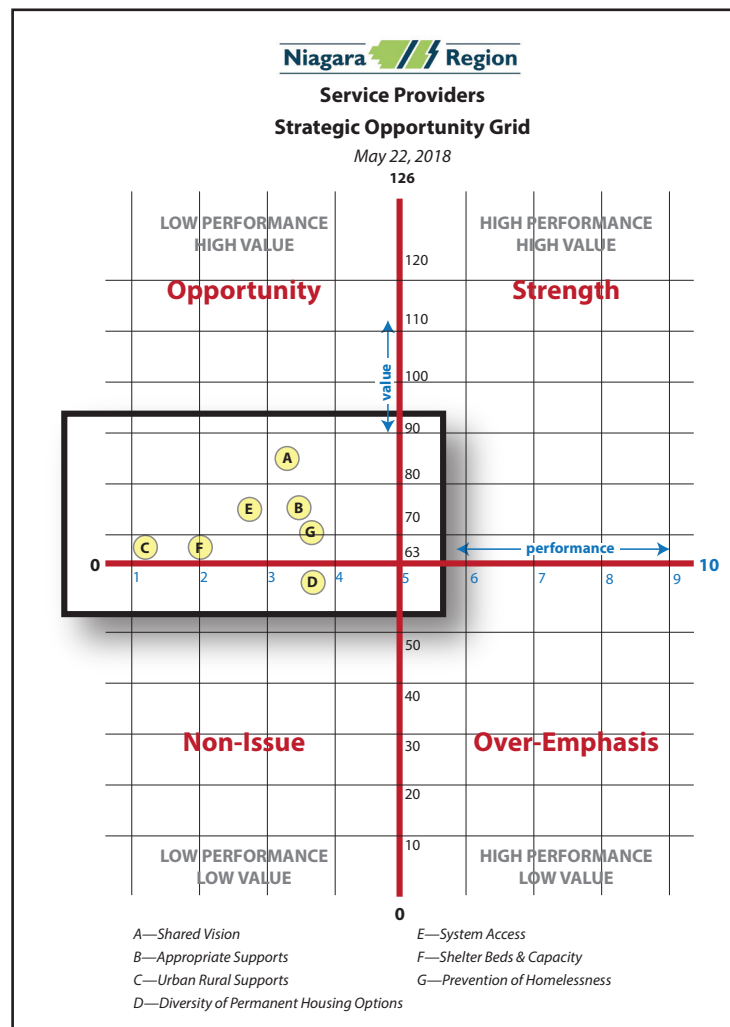 Niagara Region
Service Providers
Strategic Opportunity Grid
May 22, 2018
126
LOW PERFORMANCE
HIGH VALUE
HIGH PERFORMANCE
HIGH VALUE
120
Opportunity
Strength
110
value
100
90
A
80
E
B
70
G
C
F
63
performance
0
1
2
3
4
5
6
7
8
9
10
D
50
40
Non-Issue
30
Over-Emphasis
20
10
LOW PERFORMANCE
LOW VALUE
HIGH PERFORMANCE
LOW VALUE
0
A—Shared Vision
B—Appropriate Supports
C—Urban Rural Supports
D—Diversity of Permanent Housing Options
E—System Access
F—Shelter Beds & Capacity
G—Prevention of Homelessness